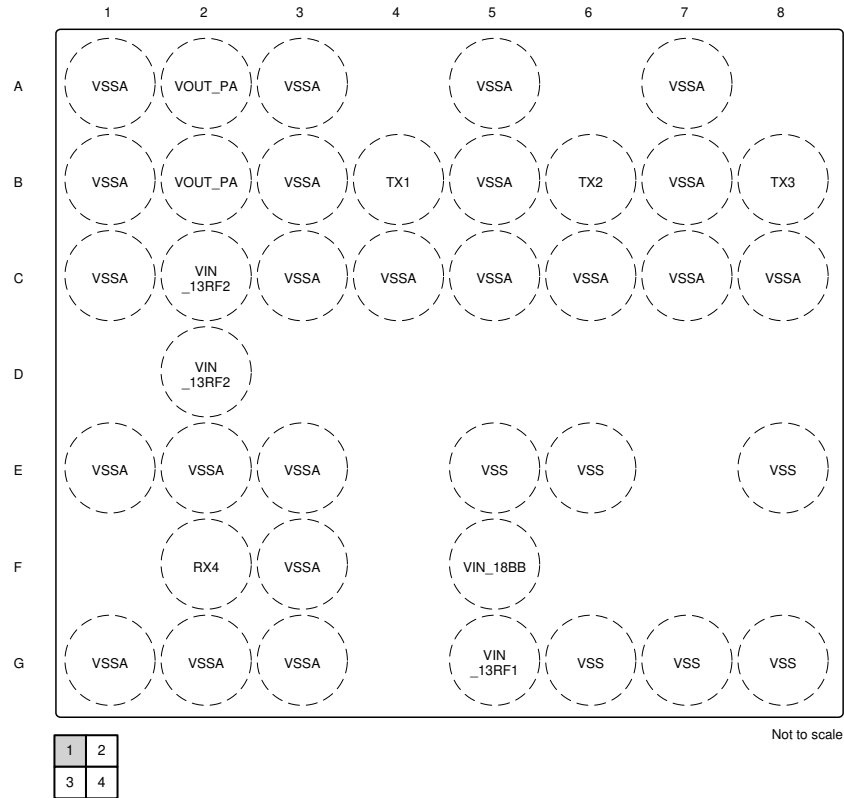 1 2 3 4 5 6 7 8
A VSSA VOUT_PA VSSA VSSA VSSA
B VSSA VOUT_PA VSSA TX1 VSSA TX2 VSSA TX3
C VSSA VIN
_13RF2 VSSA VSSA VSSA VSSA VSSA VSSA
D VIN
_13RF2
E VSSA VSSA VSSA VSS VSS VSS
F RX4 VSSA VIN_18BB
G VSSA VSSA VSSA VIN
_13RF1 VSS VSS VSS
Not to scale
1 2
3 4